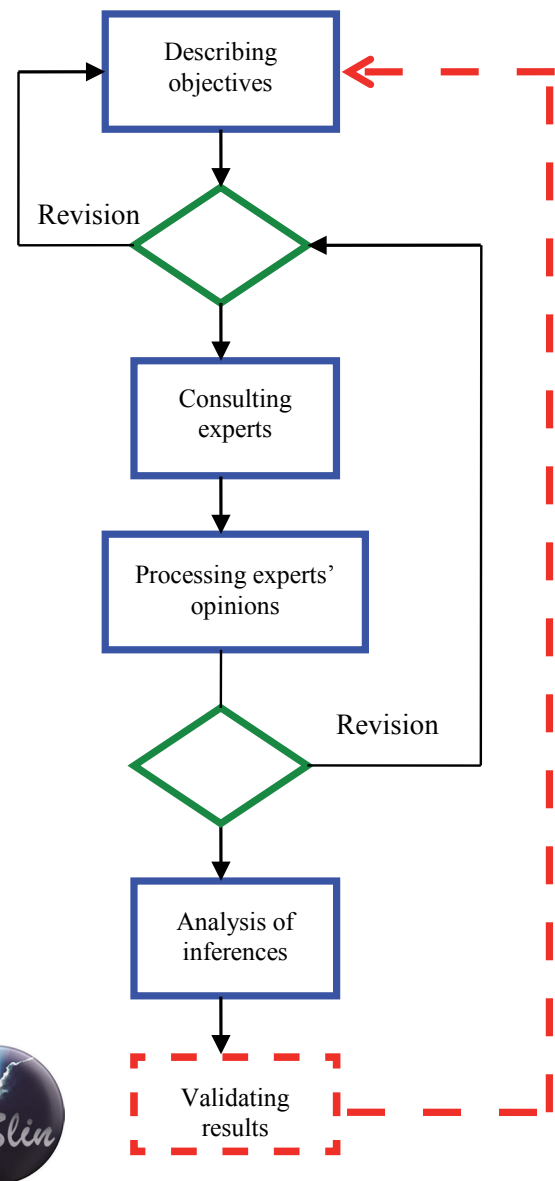 Describing
objectives
Revision
Consulting
experts
Processing experts’
opinions
Revision
Analysis of
inferences
Validating
results